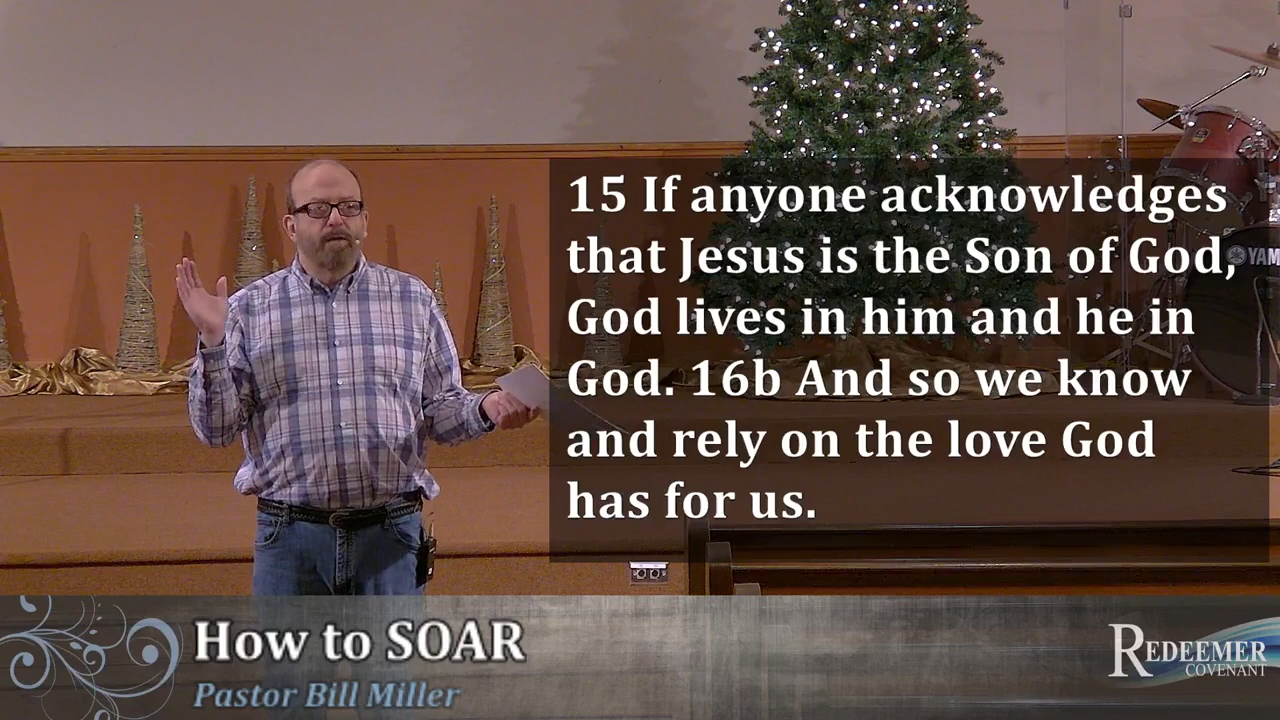 15 If anyone acknowledges
that Jesus is the Son of God,
God lives in him and he in
God. 16b And so we know
and rely on the love God
has for us.
YAM
How to SOAR
Pastor Bill Miller
REDEEMER
COVENANT